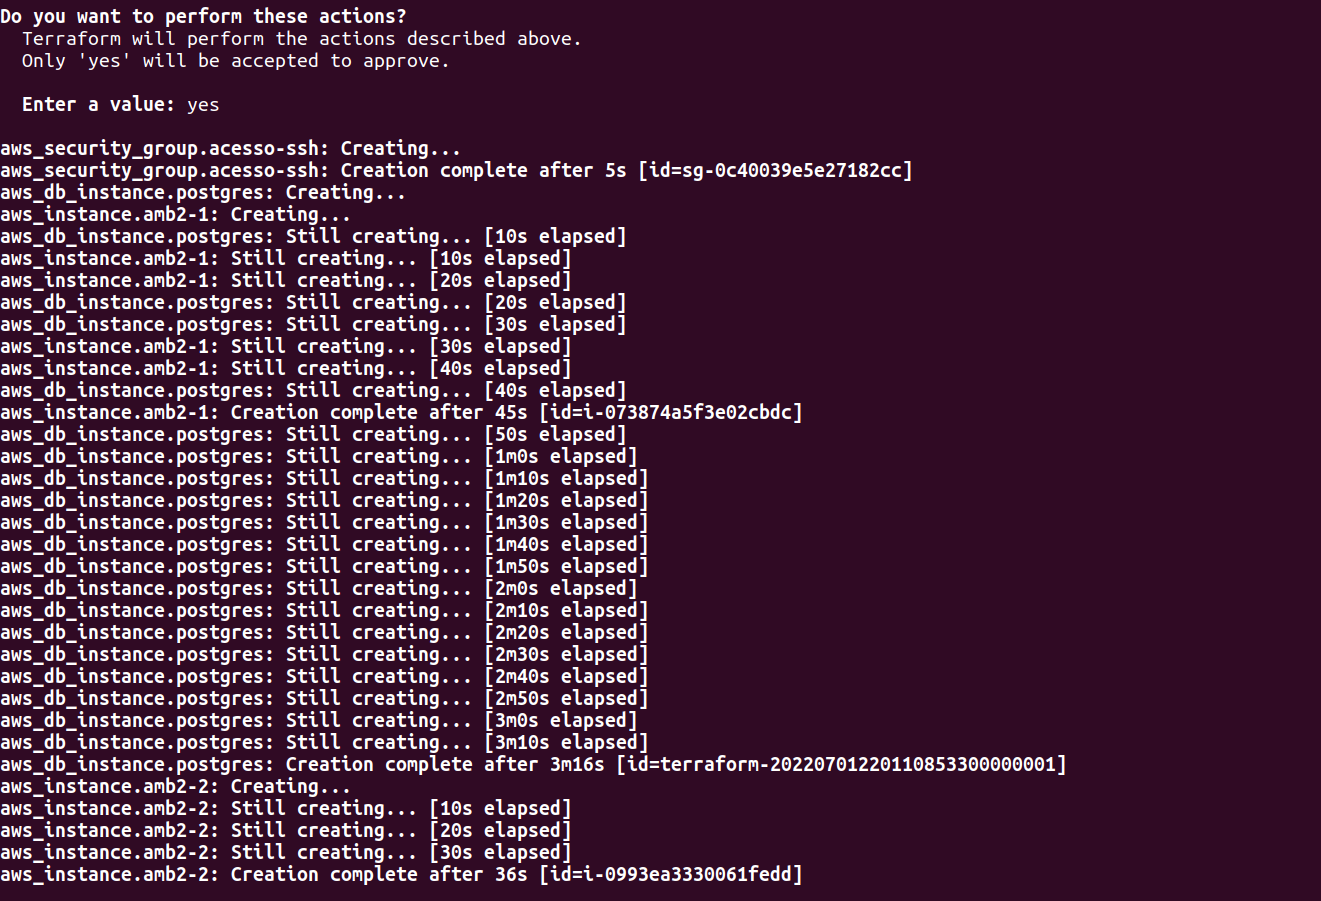 Do you want to perform these actions?
Terraform will perform the actions described above.
Only 'yes' will be accepted to approve.
Enter a value: yes
aws_security_group.acesso-ssh: Creating...
aws_security_group.acesso-ssh: Creation complete after 5s [id=sg-0c40039e5e27182cc]
aws_db_instance.postgres: Creating...
aws_instance.amb2-1: Creating...
aws_db_instance.postgres: Still creating... [10s elapsed]
aws_instance.amb2-1: Still creating... [10s elapsed]
aws_instance.amb2-1: Still creating... [20s elapsed]
aws_db_instance.postgres: Still creating... [20s elapsed]
aws_db_instance.postgres: Still creating... [30s elapsed]
aws_instance.amb2-1: Still creating... [30s elapsed]
aws_instance.amb2-1: Still creating... [40s elapsed]
aws_db_instance.postgres: Still creating... [40s elapsed]
aws_instance.amb2-1: Creation complete after 45s [id=i-073874a5f3e02cbdc]
aws_db_instance.postgres: Still creating... [50s elapsed]
aws_db_instance.postgres: Still creating... [1m0s elapsed]
aws_db_instance.postgres: Still creating... [1m10s elapsed]
aws_db_instance.postgres: Still creating... [1m20s elapsed]
aws_db_instance.postgres: Still creating... [1m30s elapsed]
aws_db_instance.postgres: Still creating... [1m40s elapsed]
aws_db_instance.postgres: Still creating... [1m50s elapsed]
aws_db_instance.postgres: Still creating... [2m0s elapsed]
aws_db_instance.postgres: Still creating... [2m10s elapsed]
aws_db_instance.postgres: Still creating... [2m20s elapsed]
aws_db_instance.postgres: Still creating... [2m30s elapsed]
aws_db_instance.postgres: Still creating... [2m40s elapsed]
aws_db_instance.postgres: Still creating... [2m50s elapsed]
aws_db_instance.postgres: Still creating... [3m0s elapsed]
aws_db_instance.postgres: Still creating... [3m10s elapsed]
aws_db_instance.postgres: Creation complete after 3m16s [id=terraform-20220701220110853300000001]
aws_instance.amb2-2: Creating...
aws_instance.amb2-2: Still creating... [10s elapsed]
aws_instance.amb2-2: Still creating... [20s elapsed]
aws_instance.amb2-2: Still creating... [30s elapsed]
aws_instance.amb2-2: Creation complete after 36s [id=i-0993ea3330061fedd]